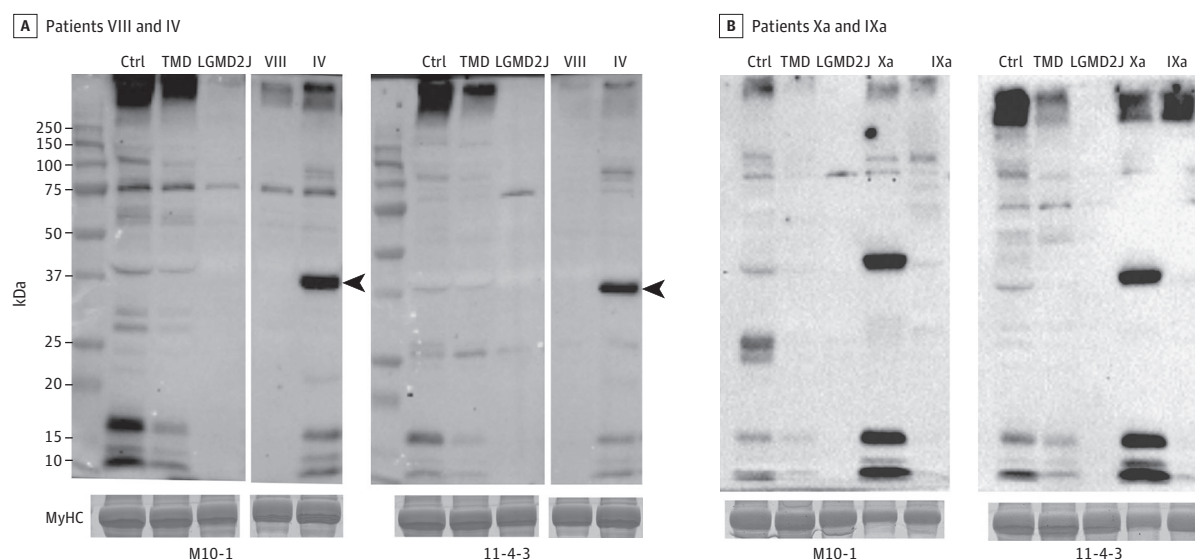 A Patients VIII and IV
Ctrl TMD LGMD2J VIII IV Ctrl TMD LGMD2J VIII IV
250
150
100
75
50
37
25
20
15
10
kDa
MyHC
M10-1 11-4-3
B Patients Xa and IXa
Ctrl TMD LGMD2J Xa IXa Ctrl TMD LGMD2J Xa IXa
M10-1 11-4-3